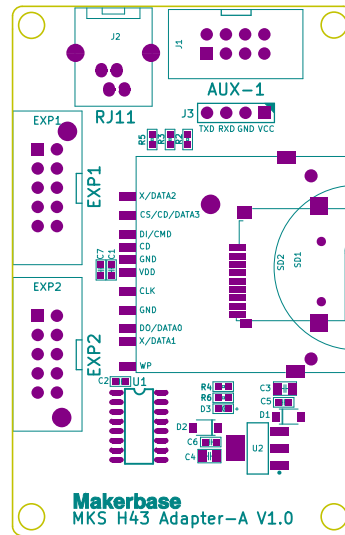 J2
J1
AUX-1
RJ11
J3
TXD RXD GND VCC
EXP1
EXP1
R5
R3
R2
X/DATA2
CS/CD/DATA3
DI/CMD
CD
GND
VDD
CLK
GND
DO/DATA0
X/DATA1
WP
C7
C1
SD2
SD1
EXP2
EXP2
C2
U1
R4
R6
D3
C3
C5
D1
D2
C6
C4
U2
Makerbase
MKS H43 Adapter-A V1.0